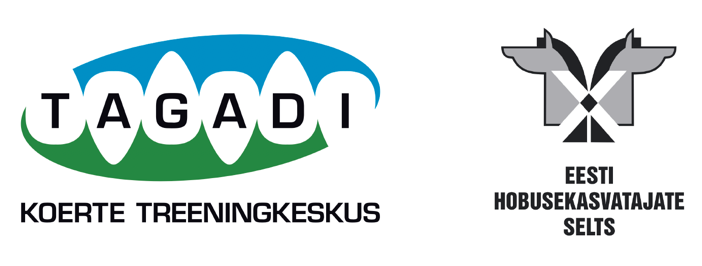 TAGADI
KOERTE TREENINGKESKUS
EESTI
HOBUSEKASVATAJATE
SELTS